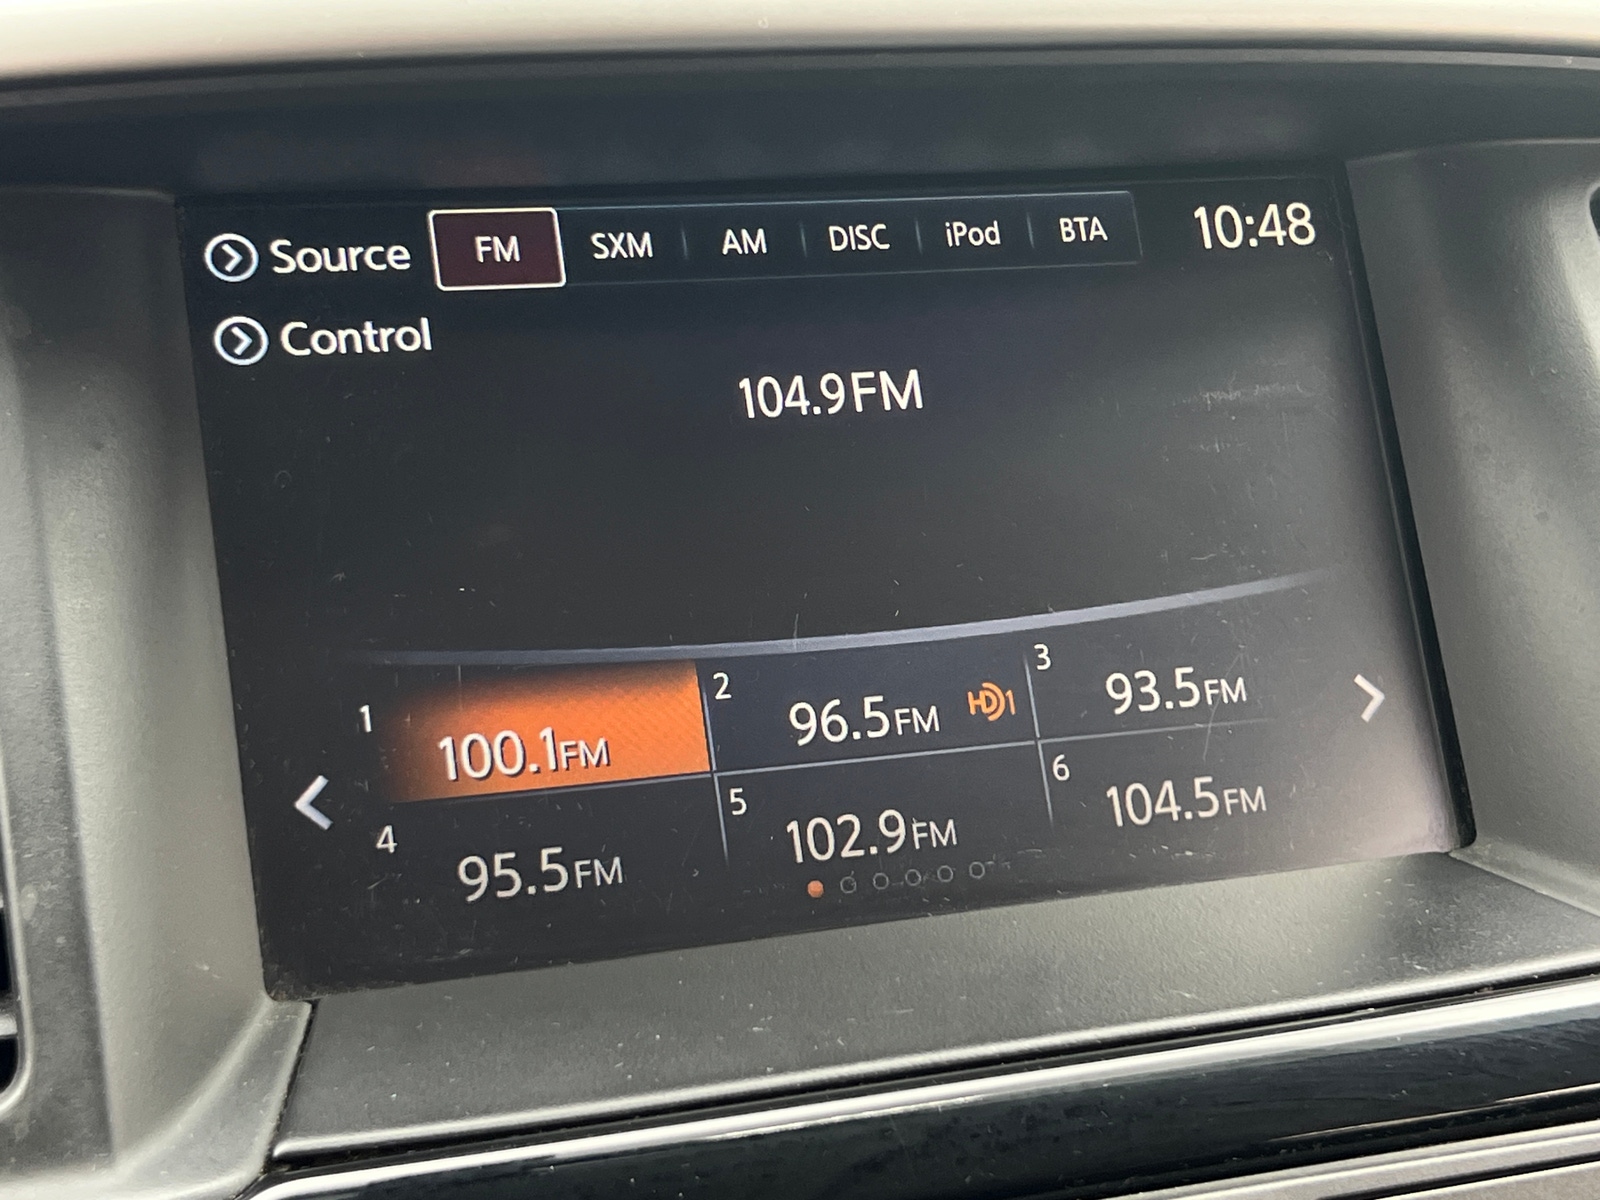 Source FM SXM AM DISC iPod BTA 10:48
Control
104.9FM
1 100.1FM 2 96.5FM HD1 3 93.5FM
4 95.5FM 5 102.9FM 6 104.5FM